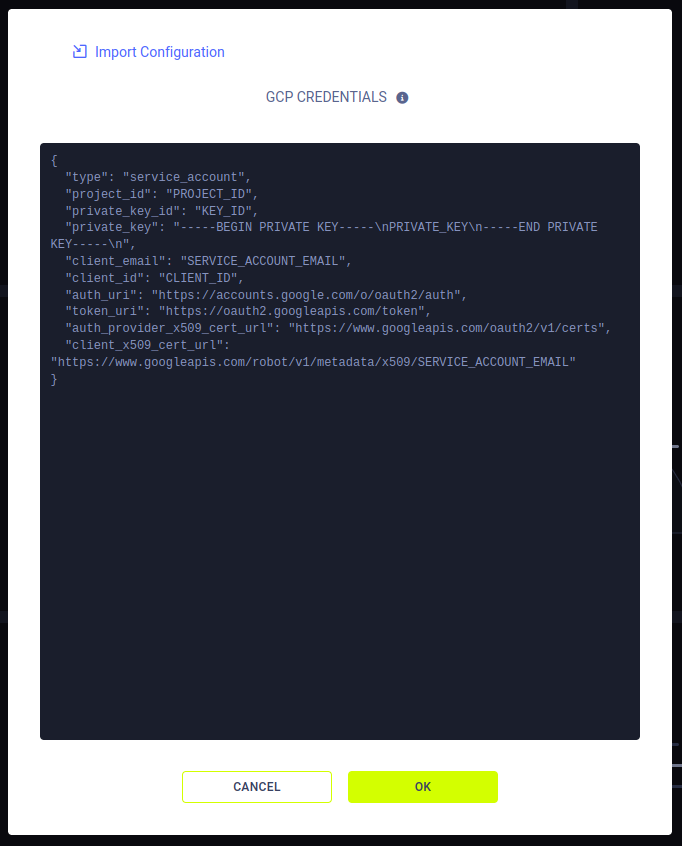 Import Configuration
GCP CREDENTIALS
{
  "type": "service_account",
  "project_id": "PROJECT_ID",
  "private_key_id": "KEY_ID",
  "private_key": "-----BEGIN PRIVATE KEY-----\nPRIVATE_KEY\n-----END PRIVATE
KEY-----\n",
  "client_email": "SERVICE_ACCOUNT_EMAIL",
  "client_id": "CLIENT_ID",
  "auth_uri": "https://accounts.google.com/o/oauth2/auth",
  "token_uri": "https://oauth2.googleapis.com/token",
  "auth_provider_x509_cert_url": "https://www.googleapis.com/oauth2/v1/certs",
  "client_x509_cert_url":
"https://www.googleapis.com/robot/v1/metadata/x509/SERVICE_ACCOUNT_EMAIL"
}
CANCEL
OK